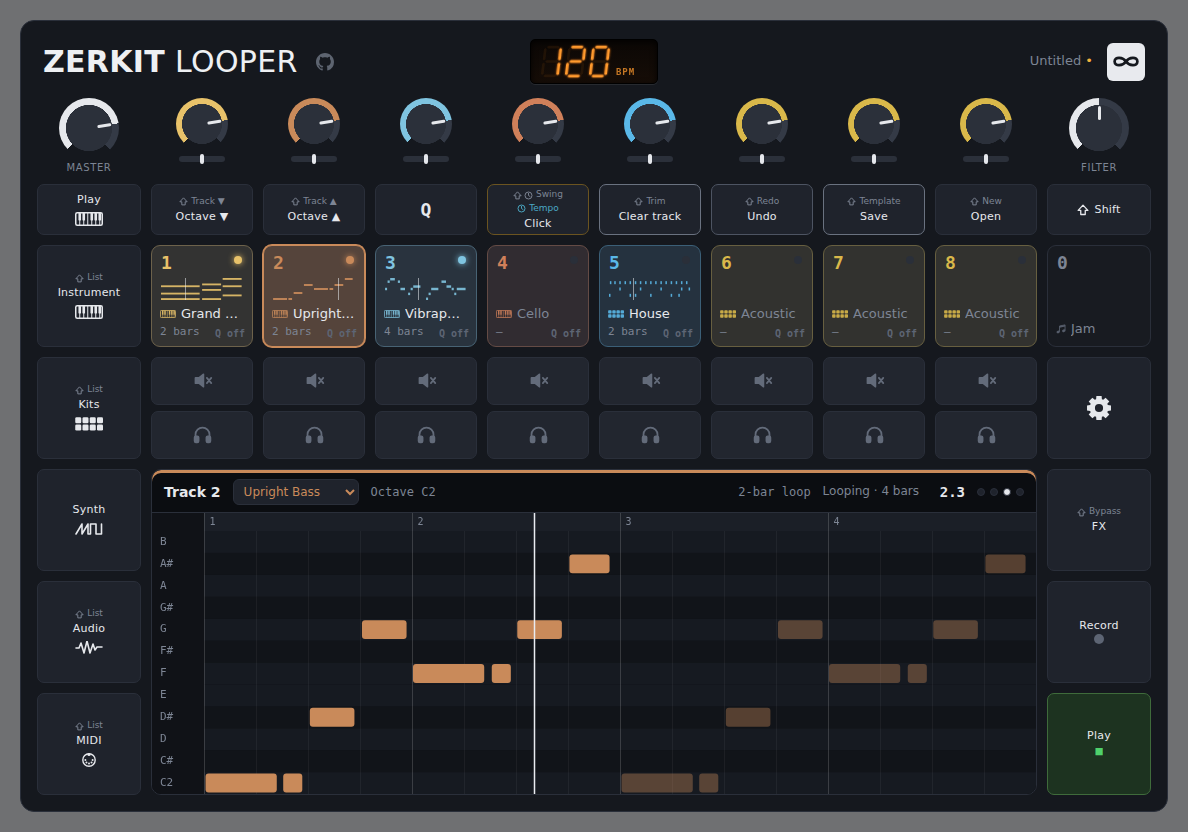 ZERKIT LOOPER
120 BPM
Untitled •
MASTER
FILTER
Play
Track ▼
Octave ▼
Track ▲
Octave ▲
Q
Swing
Tempo
Click
Trim
Clear track
Redo
Undo
Template
Save
New
Open
Shift
List
Instrument
1
Grand ...
2 bars
Q off
2
Upright...
2 bars
Q off
3
Vibrap...
4 bars
Q off
4
Cello
—
Q off
5
House
2 bars
Q off
6
Acoustic
—
Q off
7
Acoustic
—
Q off
8
Acoustic
—
Q off
0
Jam
List
Kits
Synth
List
Audio
List
MIDI
Track 2
Upright Bass
Octave C2
2-bar loop
Looping · 4 bars
2.3
1 2 3 4
B
A#
A
G#
G
F#
F
E
D#
D
C#
C2
Bypass
FX
Record
Play